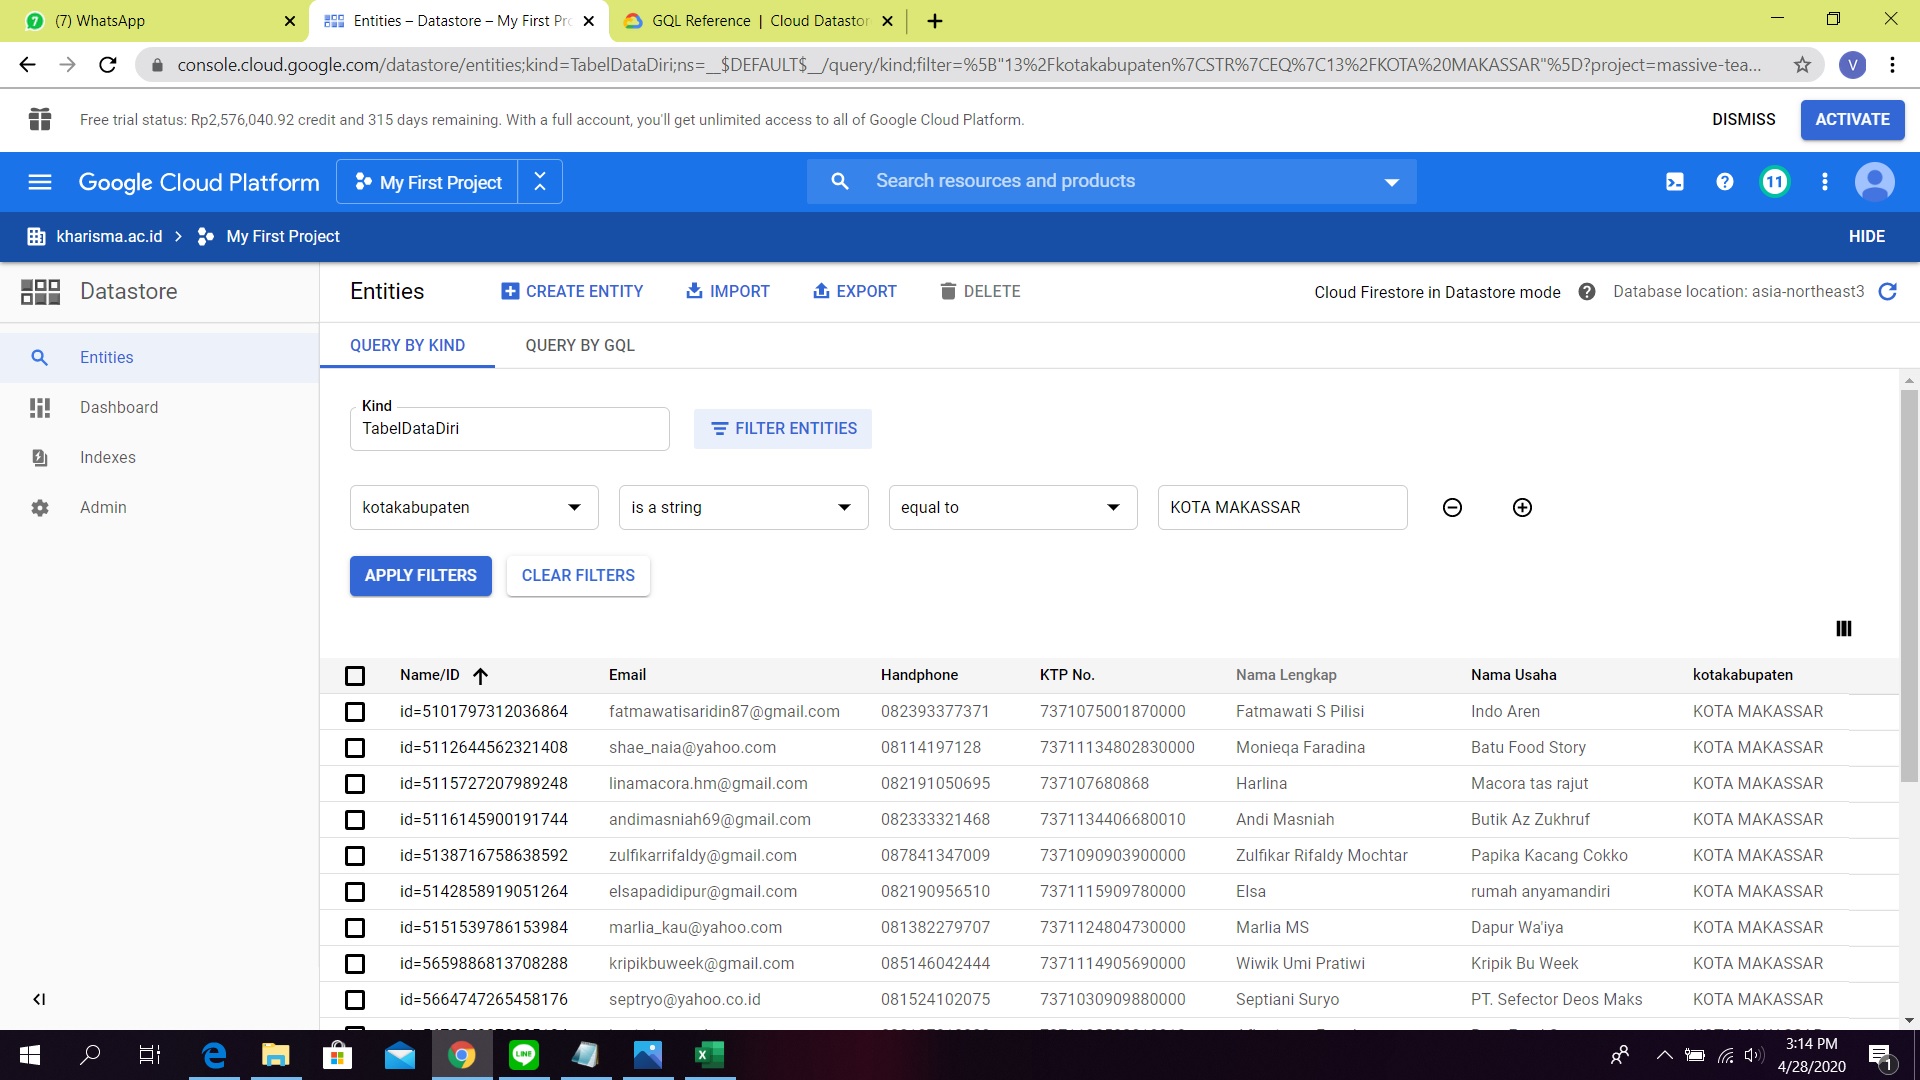 (7) WhatsApp
Entities – Datastore – My First Pr
GQL Reference | Cloud Datastor
console.cloud.google.com/datastore/entities;kind=TabelDataDiri;ns=__$DEFAULT$__/query/kind;filter=%5B"13%2Fkotakabupaten%7CSTR%7CEQ%7C13%2FKOTA%20MAKASSAR"%5D?project=massive-tea...
V
Free trial status: Rp2,576,040.92 credit and 315 days remaining. With a full account, you'll get unlimited access to all of Google Cloud Platform.
DISMISS
ACTIVATE
Google Cloud Platform
My First Project
Search resources and products
11
kharisma.ac.id
My First Project
HIDE
Datastore
Entities
CREATE ENTITY
IMPORT
EXPORT
DELETE
Cloud Firestore in Datastore mode
Database location: asia-northeast3
Entities
Dashboard
Indexes
Admin
QUERY BY KIND
QUERY BY GQL
Kind
TabelDataDiri
FILTER ENTITIES
kotakabupaten
is a string
equal to
KOTA MAKASSAR
APPLY FILTERS
CLEAR FILTERS
Name/ID Email Handphone KTP No. Nama Lengkap Nama Usaha kotakabupaten
id=5101797312036864 fatmawatisaridin87@gmail.com 082393377371 7371075001870000 Fatmawati S Pilisi Indo Aren KOTA MAKASSAR
id=5112644562321408 shae_naia@yahoo.com 08114197128 73711134802830000 Monieqa Faradina Batu Food Story KOTA MAKASSAR
id=5115727207989248 linamacora.hm@gmail.com 082191050695 737107680868 Harlina Macora tas rajut KOTA MAKASSAR
id=5116145900191744 andimasniah69@gmail.com 082333321468 7371134406680010 Andi Masniah Butik Az Zukhruf KOTA MAKASSAR
id=5138716758638592 zulfikarrifaldy@gmail.com 087841347009 7371090903900000 Zulfikar Rifaldy Mochtar Papika Kacang Cokko KOTA MAKASSAR
id=5142858919051264 elsapadidipur@gmail.com 082190956510 7371115909780000 Elsa rumah anyamandiri KOTA MAKASSAR
id=5151539786153984 marlia_kau@yahoo.com 081382279707 7371124804730000 Marlia MS Dapur Wa'iya KOTA MAKASSAR
id=5659886813708288 kripikbuweek@gmail.com 085146042444 7371114905690000 Wiwik Umi Pratiwi Kripik Bu Week KOTA MAKASSAR
id=5664747265458176 septryo@yahoo.co.id 081524102075 7371030909880000 Septiani Suryo PT. Sefector Deos Maks KOTA MAKASSAR
3:14 PM
4/28/2020
1